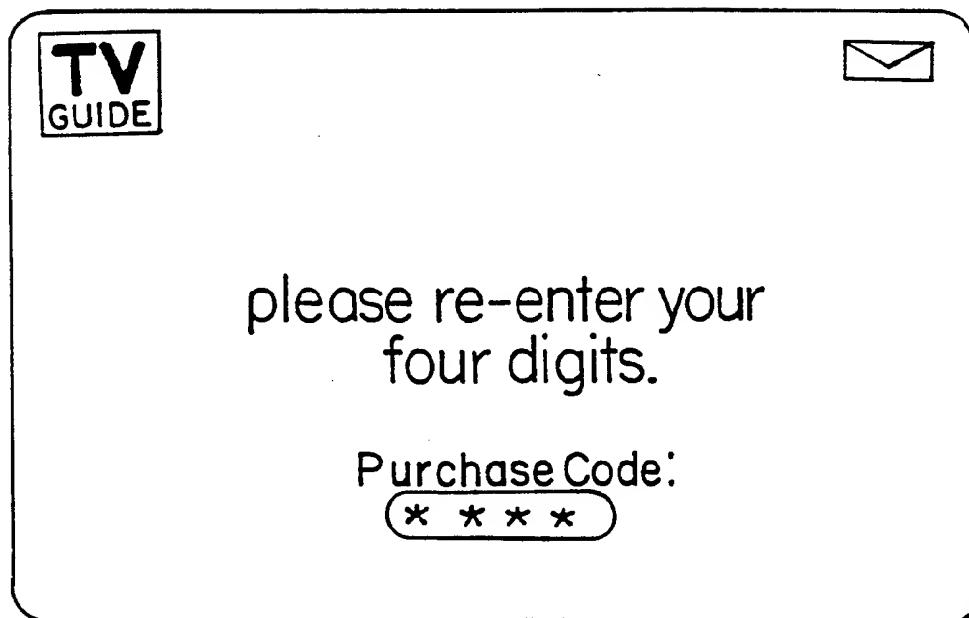 TV
GUIDE
please re-enter your
four digits.
Purchase Code:
* * * *